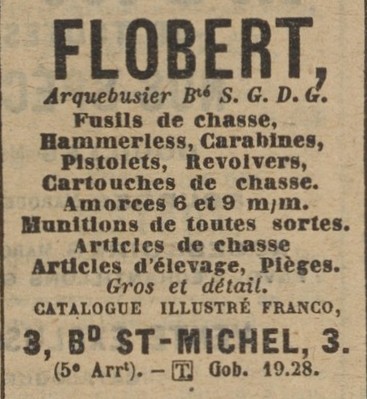 FLOBERT,
Arquebusier Bté S. G. D. G.
Fusils de chasse,
Hammerless, Carabines,
Pistolets, Revolvers,
Cartouches de chasse.
Amorces 6 et 9 m/m.
Munitions de toutes sortes.
Articles de chasse
Articles d'élevage, Pièges.
Gros et détail.
CATALOGUE ILLUSTRÉ FRANCO,
3, BD ST-MICHEL, 3.
(5e Arrt). — T Gob. 19.28.